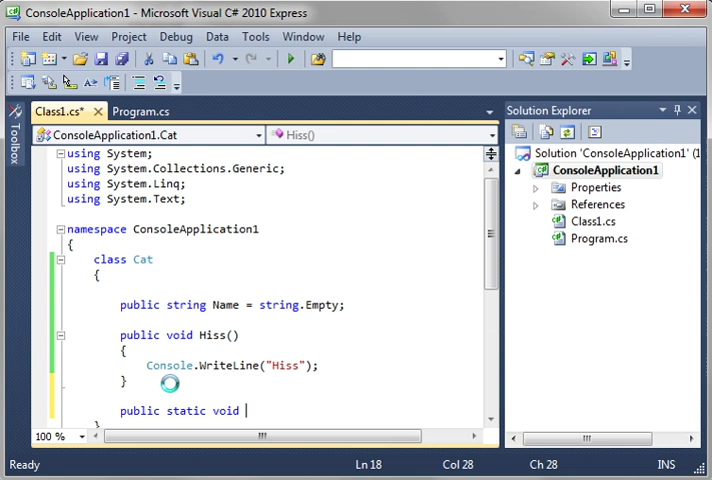 ConsoleApplication1 - Microsoft Visual C# 2010 Express
File Edit View Project Debug Data Tools Window Help
Class1.cs* Program.cs
ConsoleApplication1.Cat Hiss()
Toolbox
using System;
using System.Collections.Generic;
using System.Linq;
using System.Text;
namespace ConsoleApplication1
{
class Cat
{
public string Name = string.Empty;
public void Hiss()
{
Console.WriteLine("Hiss");
}
public static void
}
100 %
Solution Explorer
Solution 'ConsoleApplication1' (1
ConsoleApplication1
Properties
References
Class1.cs
Program.cs
Ready Ln 18 Col 28 Ch 28 INS